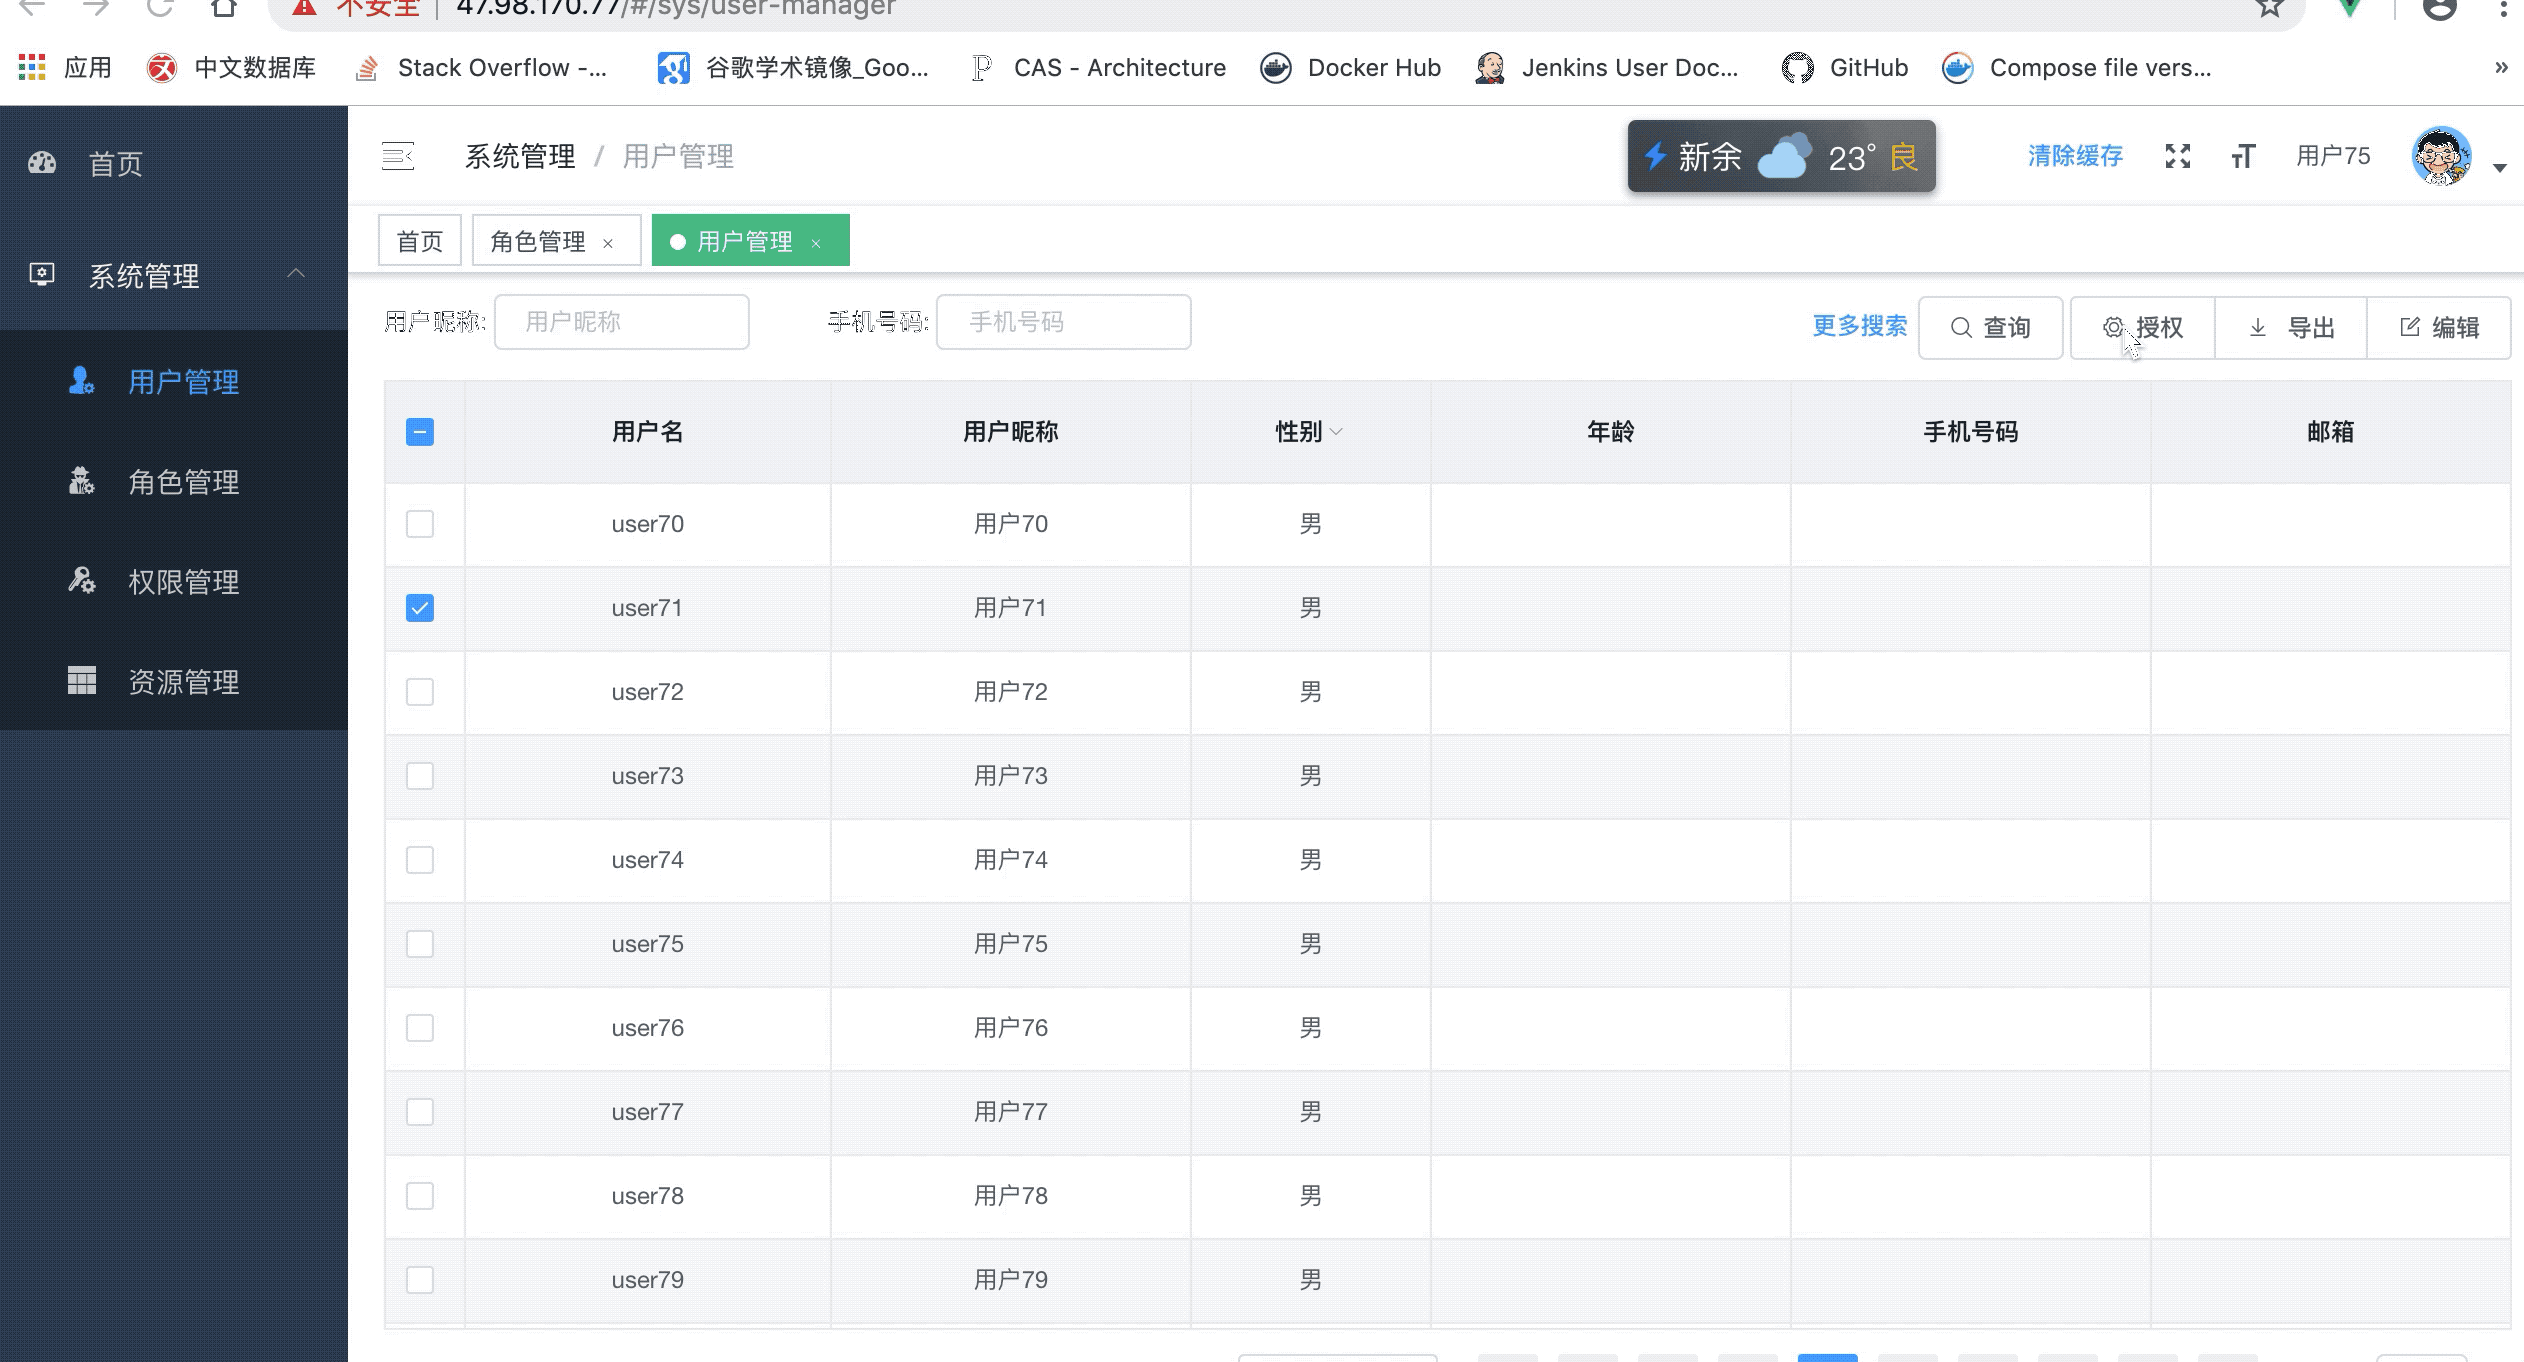 不安全 | 47.98.170.77/#/sys/user-manager
应用 中文数据库 Stack Overflow -... 谷歌学术镜像_Goo... CAS - Architecture Docker Hub Jenkins User Doc... GitHub Compose file vers... »
首页
系统管理
用户管理
角色管理
权限管理
资源管理
系统管理 / 用户管理
新余 23° 良
清除缓存 用户75
首页 角色管理 × 用户管理 ×
用户昵称: 用户昵称 手机号码: 手机号码 更多搜索 查询 授权 导出 编辑
用户名 用户昵称 性别 年龄 手机号码 邮箱
user70 用户70 男
user71 用户71 男
user72 用户72 男
user73 用户73 男
user74 用户74 男
user75 用户75 男
user76 用户76 男
user77 用户77 男
user78 用户78 男
user79 用户79 男